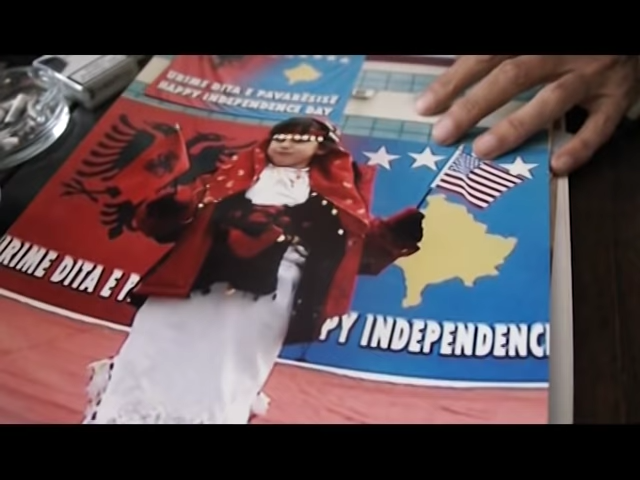 URIME DITA E PAVARËSISË
HAPPY INDEPENDENCE DAY
URIME DITA E P
PY INDEPENDENC